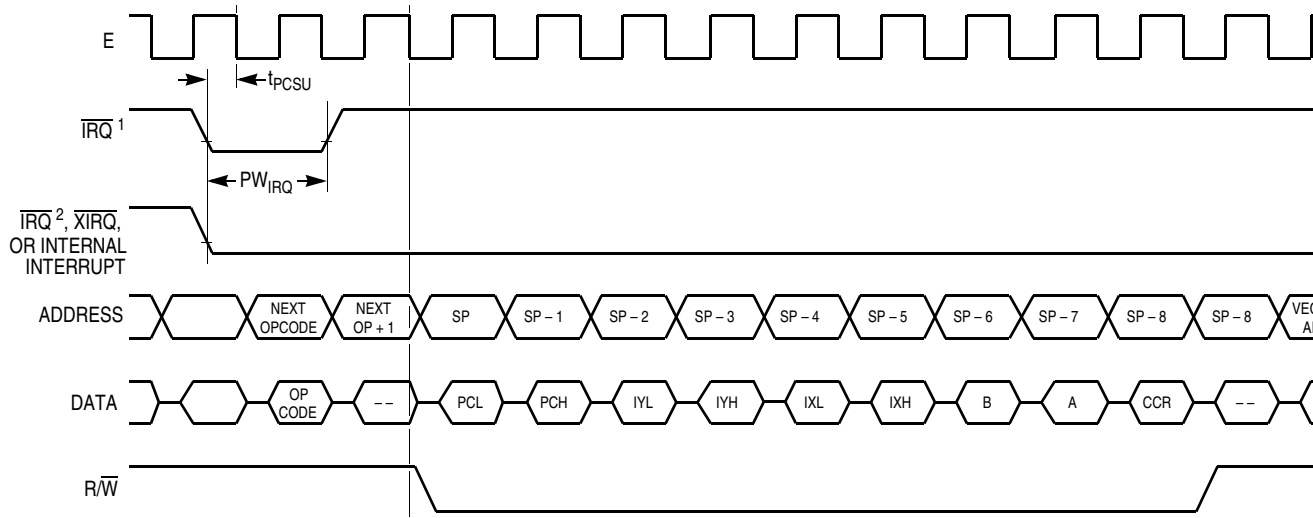 E
tPCSU
IRQ 1
PWIRQ
IRQ 2, XIRQ,
OR INTERNAL
INTERRUPT
ADDRESS
NEXT
OPCODE
NEXT
OP + 1
SP
SP – 1
SP – 2
SP – 3
SP – 4
SP – 5
SP – 6
SP – 7
SP – 8
SP – 8
DATA
OP
CODE
– –
PCL
PCH
IYL
IYH
IXL
IXH
B
A
CCR
– –
R/W